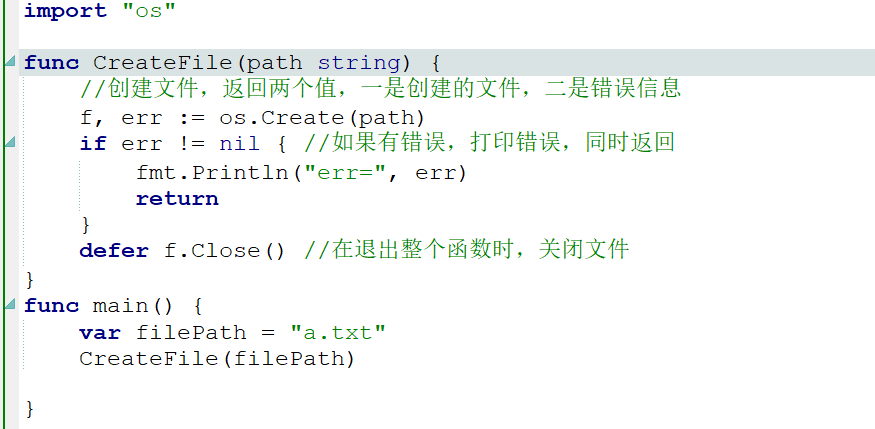 import "os"
func CreateFile(path string) {
//创建文件，返回两个值，一是创建的文件，二是错误信息
f, err := os.Create(path)
if err != nil { //如果有错误，打印错误，同时返回
fmt.Println("err=", err)
return
}
defer f.Close() //在退出整个函数时，关闭文件
}
func main() {
var filePath = "a.txt"
CreateFile(filePath)
}